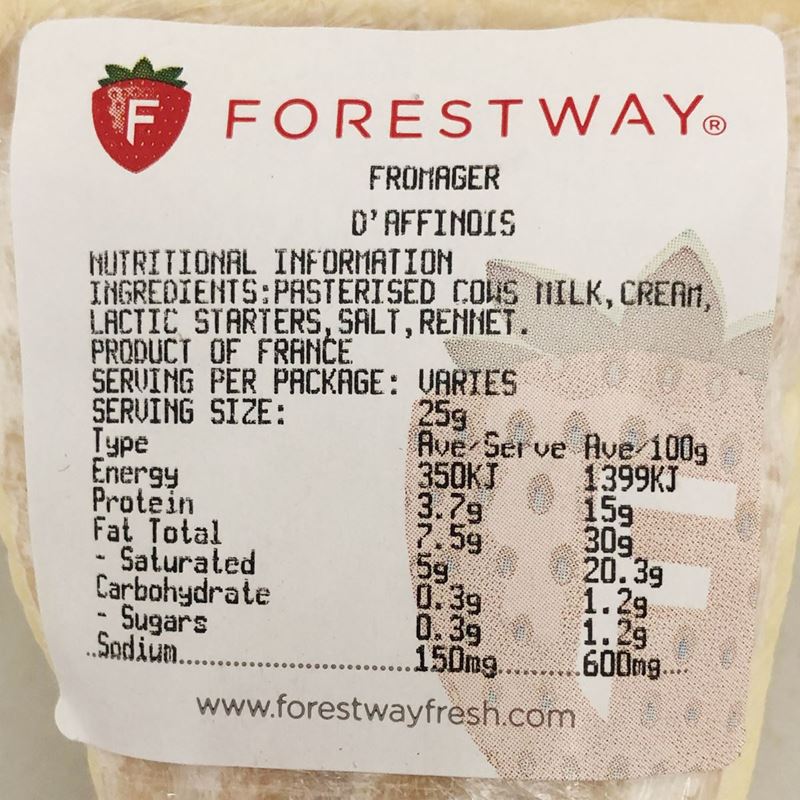 F
FORESTWAY®
FROMAGER
D'AFFINOIS
NUTRITIONAL INFORMATION
INGREDIENTS:PASTERISED COWS MILK,CREAM,
LACTIC STARTERS,SALT,RENNET.
PRODUCT OF FRANCE
SERVING PER PACKAGE: VARIES
SERVING SIZE: 25g
Type Ave/Serve Ave/100g
Energy 350KJ 1399KJ
Protein 3.7g 15g
Fat Total 7.5g 30g
- Saturated 5g 20.3g
Carbohydrate 0.3g 1.2g
- Sugars 0.3g 1.2g
..Sodium.......................150mg.........600mg....
www.forestwayfresh.com